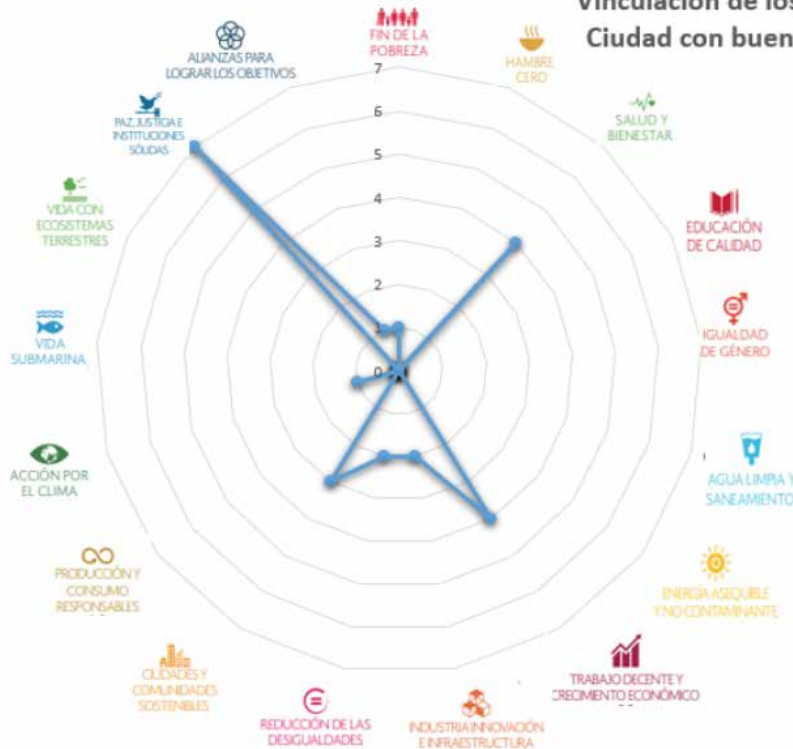 Vinculación de los
Ciudad con buen
FIN DE LA
POBREZA
HAMBRE
CERO
SALUD Y
BIENESTAR
EDUCACIÓN
DE CALIDAD
IGUALDAD
DE GÉNERO
AGUA LIMPIA Y
SANEAMIENTO
ENERGÍA ASEQUIBLE
Y NO CONTAMINANTE
TRABAJO DECENTE Y
CRECIMIENTO ECONÓMICO
INDUSTRIA INNOVACIÓN
E INFRAESTRUCTURA
REDUCCIÓN DE LAS
DESIGUALDADES
CIUDADES Y
COMUNIDADES
SOSTENIBLES
PRODUCCIÓN Y
CONSUMO
RESPONSABLES
ACCIÓN POR
EL CLIMA
VIDA
SUBMARINA
VIDA CON
ECOSISTEMAS
TERRESTRES
PAZ, JUSTICIA E
INSTITUCIONES
SÓLIDAS
ALIANZAS PARA
LOGRAR LOS OBJETIVOS
7
6
5
4
3
2
1
0